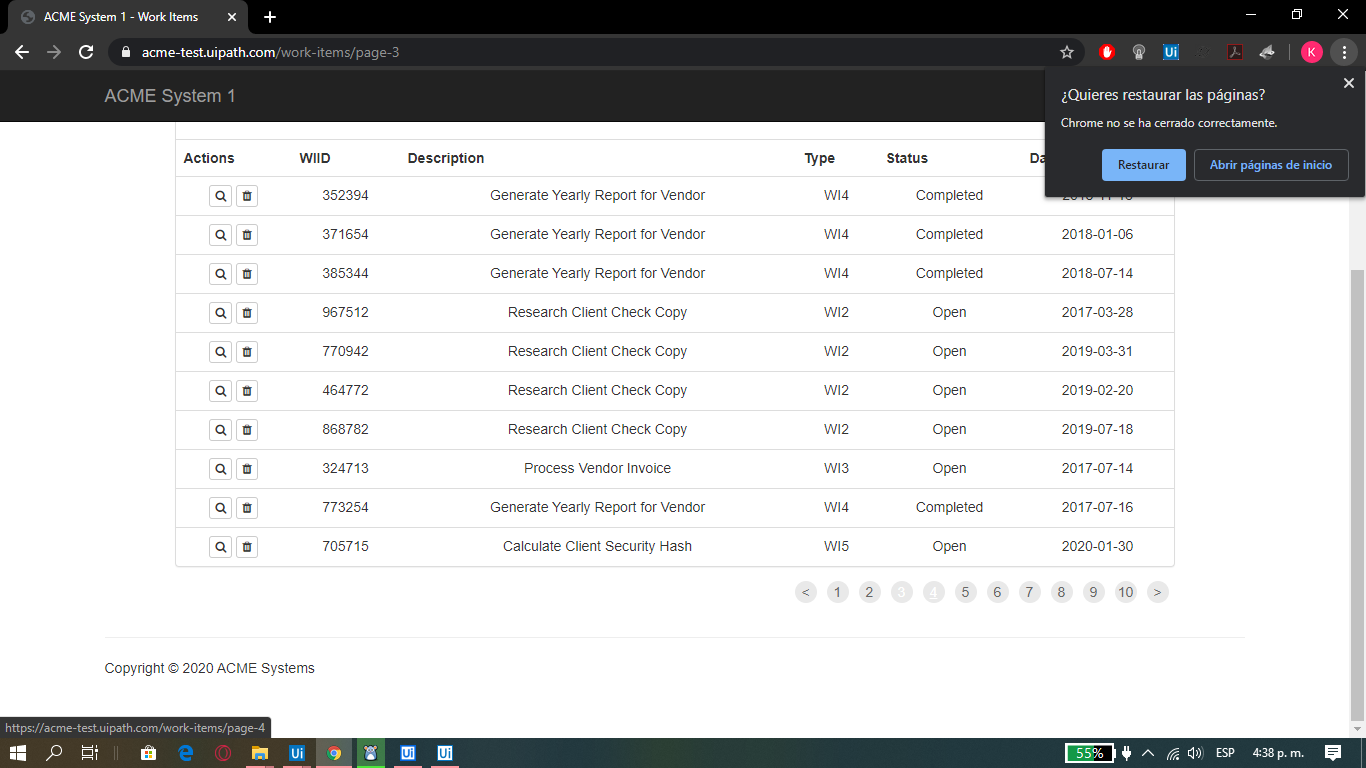 ACME System 1 - Work Items
acme-test.uipath.com/work-items/page-3
Ui
K
ACME System 1
¿Quieres restaurar las páginas?
Chrome no se ha cerrado correctamente.
Restaurar
Abrir páginas de inicio
Actions WIID Description Type Status
352394 Generate Yearly Report for Vendor WI4 Completed
371654 Generate Yearly Report for Vendor WI4 Completed 2018-01-06
385344 Generate Yearly Report for Vendor WI4 Completed 2018-07-14
967512 Research Client Check Copy WI2 Open 2017-03-28
770942 Research Client Check Copy WI2 Open 2019-03-31
464772 Research Client Check Copy WI2 Open 2019-02-20
868782 Research Client Check Copy WI2 Open 2019-07-18
324713 Process Vendor Invoice WI3 Open 2017-07-14
773254 Generate Yearly Report for Vendor WI4 Completed 2017-07-16
705715 Calculate Client Security Hash WI5 Open 2020-01-30
< 1 2 3 4 5 6 7 8 9 10 >
Copyright © 2020 ACME Systems
https://acme-test.uipath.com/work-items/page-4
Ui Ui Ui 55% ESP 4:38 p. m.